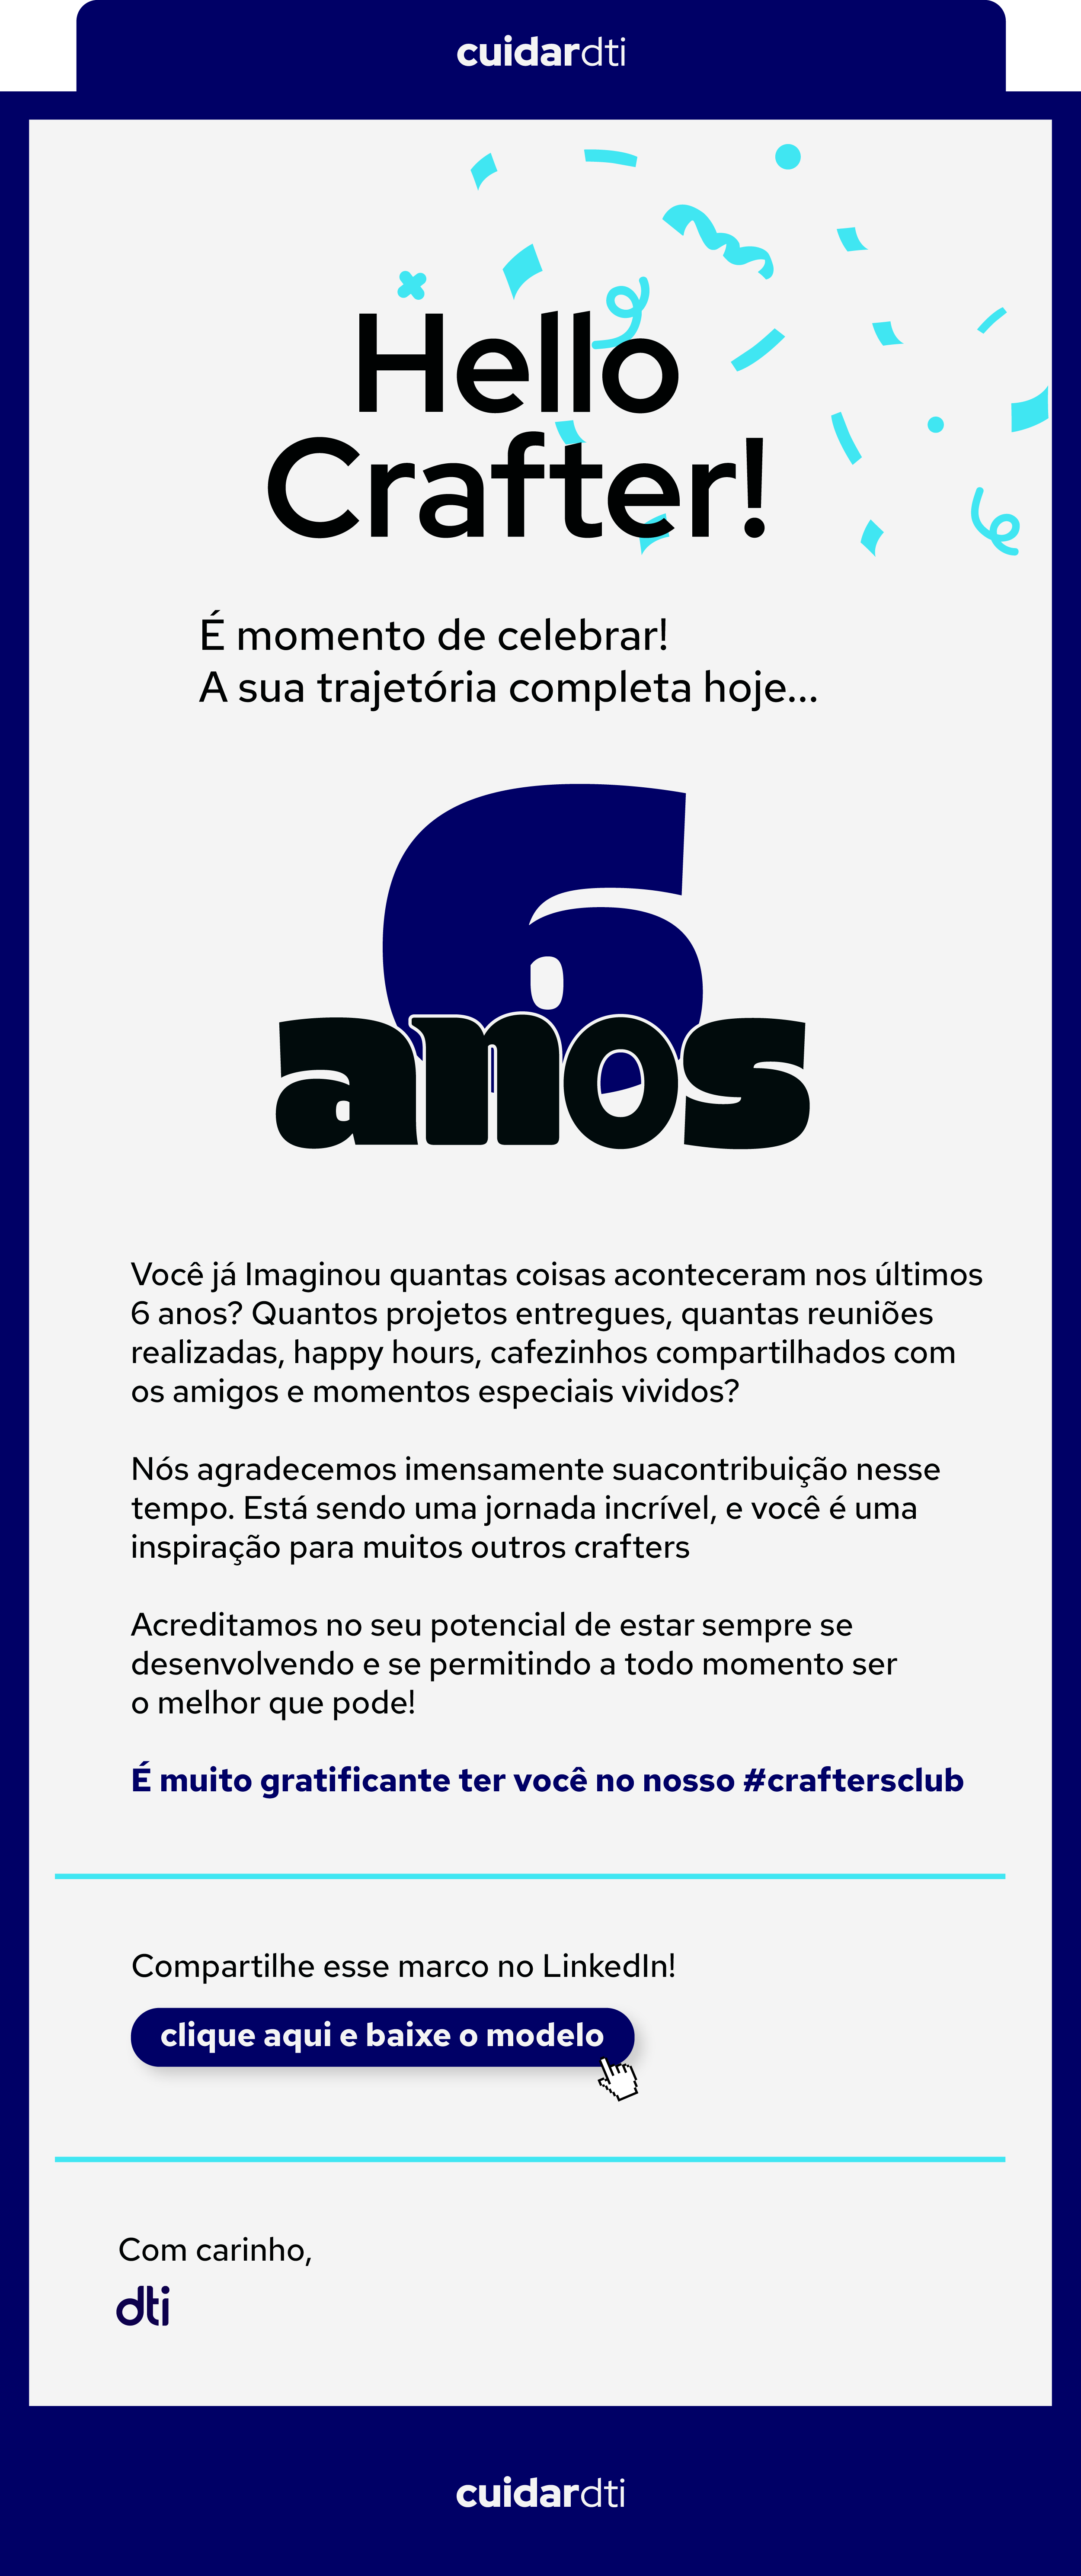 cuidardti
Hello
Crafter!
É momento de celebrar!
A sua trajetória completa hoje...
6
anos
Você já Imaginou quantas coisas aconteceram nos últimos
6 anos? Quantos projetos entregues, quantas reuniões
realizadas, happy hours, cafezinhos compartilhados com
os amigos e momentos especiais vividos?
Nós agradecemos imensamente suacontribuição nesse
tempo. Está sendo uma jornada incrível, e você é uma
inspiração para muitos outros crafters
Acreditamos no seu potencial de estar sempre se
desenvolvendo e se permitindo a todo momento ser
o melhor que pode!
É muito gratificante ter você no nosso #craftersclub
Compartilhe esse marco no LinkedIn!
clique aqui e baixe o modelo
Com carinho,
dti
cuidardti